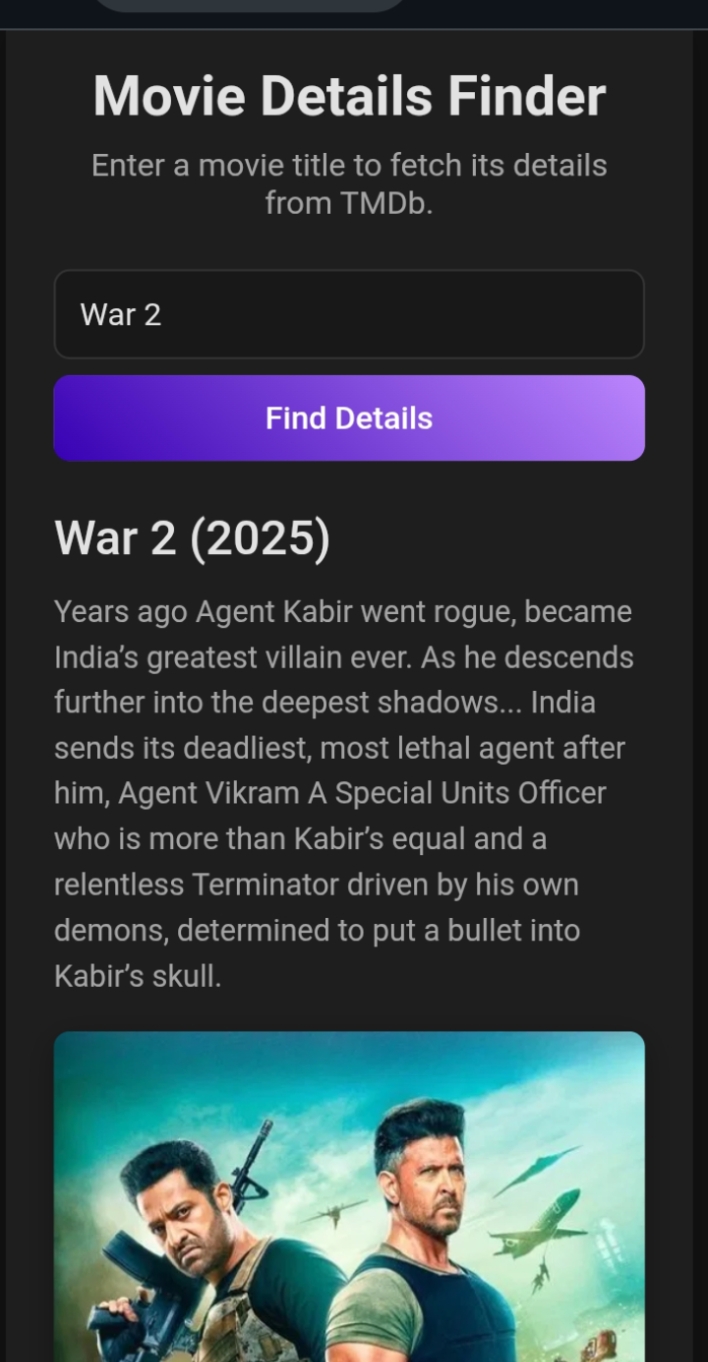 Movie Details Finder
Enter a movie title to fetch its details
from TMDb.
War 2
Find Details
War 2 (2025)
Years ago Agent Kabir went rogue, became
India’s greatest villain ever. As he descends
further into the deepest shadows... India
sends its deadliest, most lethal agent after
him, Agent Vikram A Special Units Officer
who is more than Kabir’s equal and a
relentless Terminator driven by his own
demons, determined to put a bullet into
Kabir’s skull.